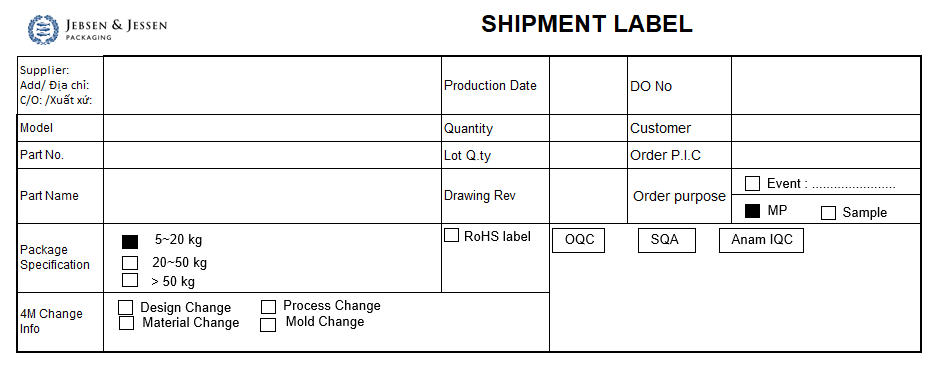 JEBSEN & JESSEN
PACKAGING
SHIPMENT LABEL
Supplier:
Add/ Địa chỉ:
C/O: /Xuất xứ:
Production Date
DO No
Model
Quantity
Customer
Part No.
Lot Q.ty
Order P.I.C
Part Name
Drawing Rev
Order purpose
Event : .......................
MP
Sample
Package
Specification
5~20 kg
20~50 kg
> 50 kg
RoHS label
OQC
SQA
Anam IQC
4M Change
Info
Design Change
Process Change
Material Change
Mold Change